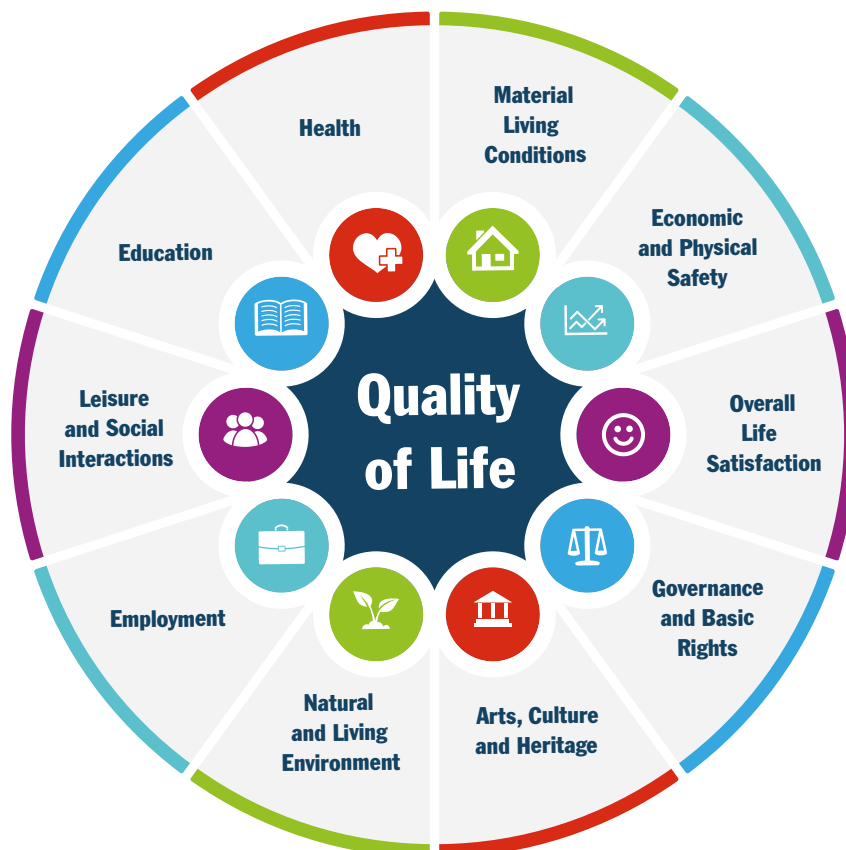 Quality
of Life
Material
Living
Conditions
Economic
and Physical
Safety
Overall
Life
Satisfaction
Governance
and Basic
Rights
Arts, Culture
and Heritage
Natural
and Living
Environment
Employment
Leisure
and Social
Interactions
Education
Health